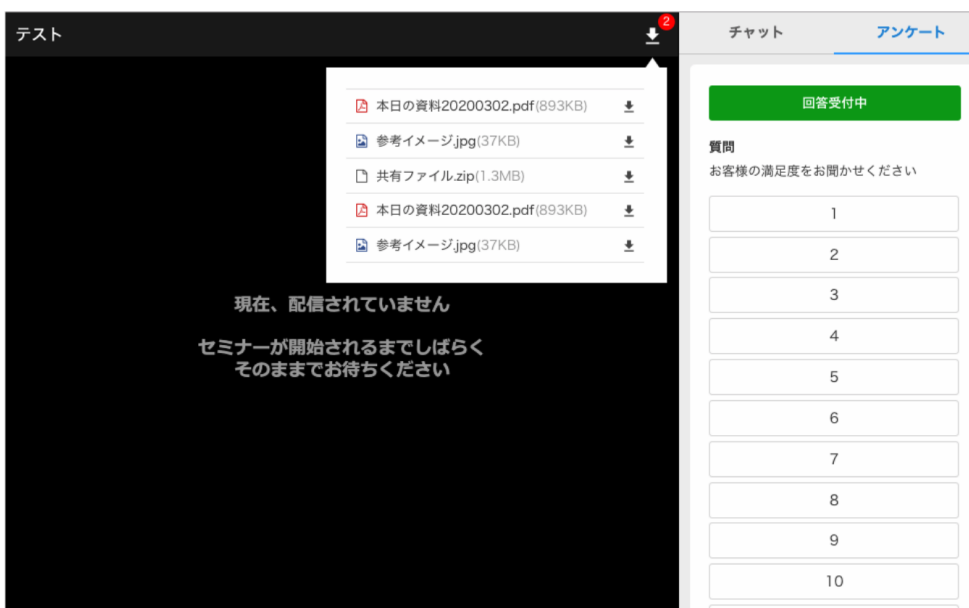 テスト
2
チャット
アンケート
本日の資料20200302.pdf(893KB)
参考イメージ.jpg(37KB)
共有ファイル.zip(1.3MB)
本日の資料20200302.pdf(893KB)
参考イメージ.jpg(37KB)
現在、配信されていません
セミナーが開始されるまでしばらく
そのままでお待ちください
回答受付中
質問
お客様の満足度をお聞かせください
1
2
3
4
5
6
7
8
9
10